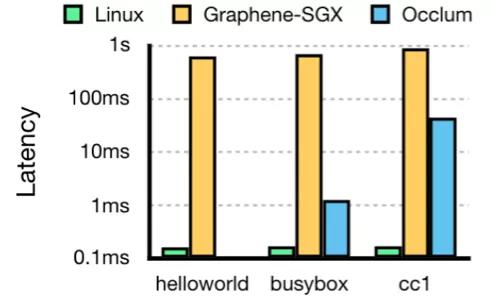 Linux Graphene-SGX Occlum
Latency
1s
100ms
10ms
1ms
0.1ms
helloworld busybox cc1